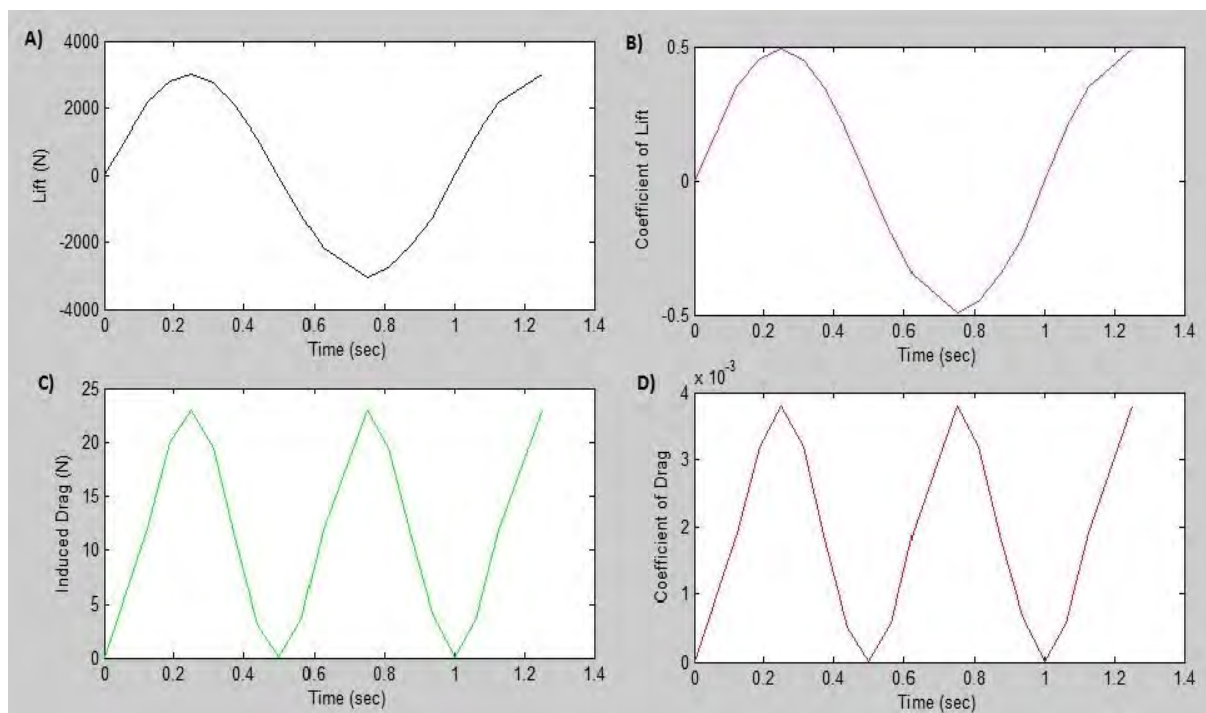 A)
4000
2000
0
-2000
-4000
Lift (N)
0 0.2 0.4 0.6 0.8 1 1.2 1.4
Time (sec)
B)
0.5
0
-0.5
Coefficient of Lift
0 0.2 0.4 0.6 0.8 1 1.2 1.4
Time (sec)
C)
25
20
15
10
5
0
Induced Drag (N)
0 0.2 0.4 0.6 0.8 1 1.2 1.4
Time (sec)
D)
x 10⁻³
4
3
2
1
0
Coefficient of Drag
0 0.2 0.4 0.6 0.8 1 1.2 1.4
Time (sec)